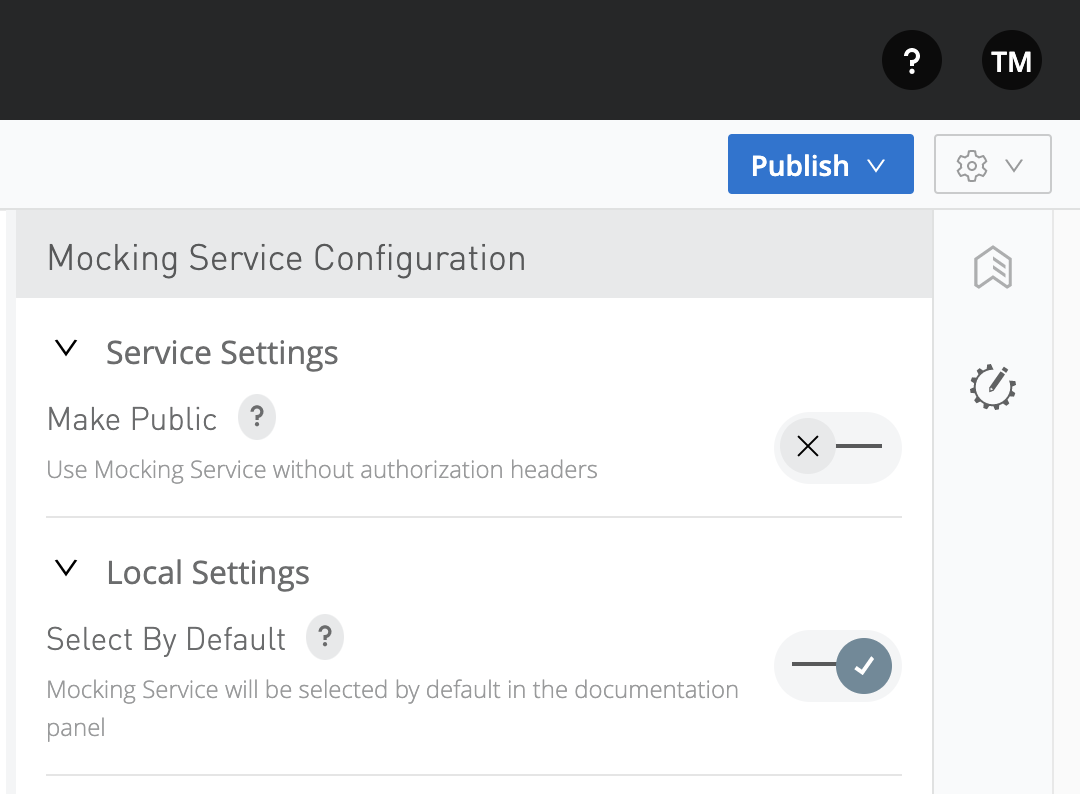 ?
TM
Publish
Mocking Service Configuration
Service Settings
Make Public ?
Use Mocking Service without authorization headers
Local Settings
Select By Default ?
Mocking Service will be selected by default in the documentation
panel